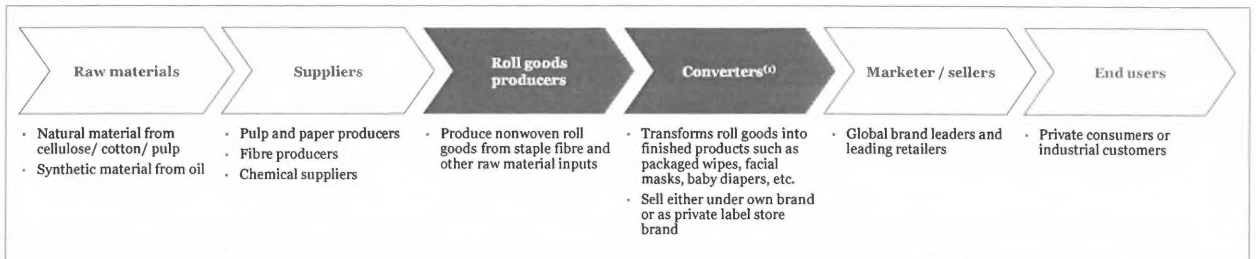 Raw materials
Suppliers
Roll goods
producers
Converters(1)
Marketer / sellers
End users
· Natural material from
cellulose/ cotton/ pulp
· Synthetic material from oil
· Pulp and paper producers
· Fibre producers
· Chemical suppliers
· Produce nonwoven roll
goods from staple fibre and
other raw material inputs
· Transforms roll goods into
finished products such as
packaged wipes, facial
masks, baby diapers, etc.
· Sell either under own brand
or as private label store
brand
· Global brand leaders and
leading retailers
· Private consumers or
industrial customers